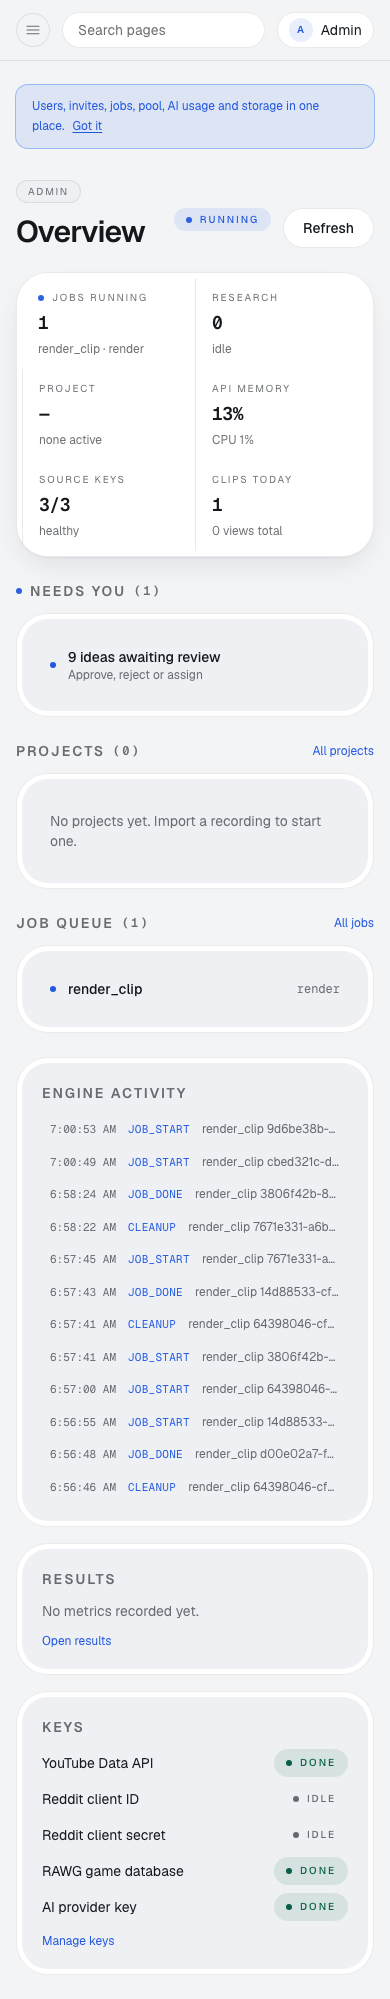 Search pages
A
Admin
Users, invites, jobs, pool, AI usage and storage in one
place. Got it
ADMIN
Overview
RUNNING
Refresh
JOBS RUNNING
1
render_clip · render
RESEARCH
0
idle
PROJECT
—
none active
API MEMORY
13%
CPU 1%
SOURCE KEYS
3/3
healthy
CLIPS TODAY
1
0 views total
NEEDS YOU (1)
9 ideas awaiting review
Approve, reject or assign
PROJECTS (0)
All projects
No projects yet. Import a recording to start
one.
JOB QUEUE (1)
All jobs
render_clip
render
ENGINE ACTIVITY
7:00:53 AM JOB_START render_clip 9d6be38b-…
7:00:49 AM JOB_START render_clip cbed321c-d…
6:58:24 AM JOB_DONE render_clip 3806f42b-8…
6:58:22 AM CLEANUP render_clip 7671e331-a6b…
6:57:45 AM JOB_START render_clip 7671e331-a…
6:57:43 AM JOB_DONE render_clip 14d88533-cf…
6:57:41 AM CLEANUP render_clip 64398046-cf…
6:57:41 AM JOB_START render_clip 3806f42b-…
6:57:00 AM JOB_START render_clip 64398046-…
6:56:55 AM JOB_START render_clip 14d88533-…
6:56:48 AM JOB_DONE render_clip d00e02a7-f…
6:56:46 AM CLEANUP render_clip 64398046-cf…
RESULTS
No metrics recorded yet.
Open results
KEYS
YouTube Data API DONE
Reddit client ID IDLE
Reddit client secret IDLE
RAWG game database DONE
AI provider key DONE
Manage keys